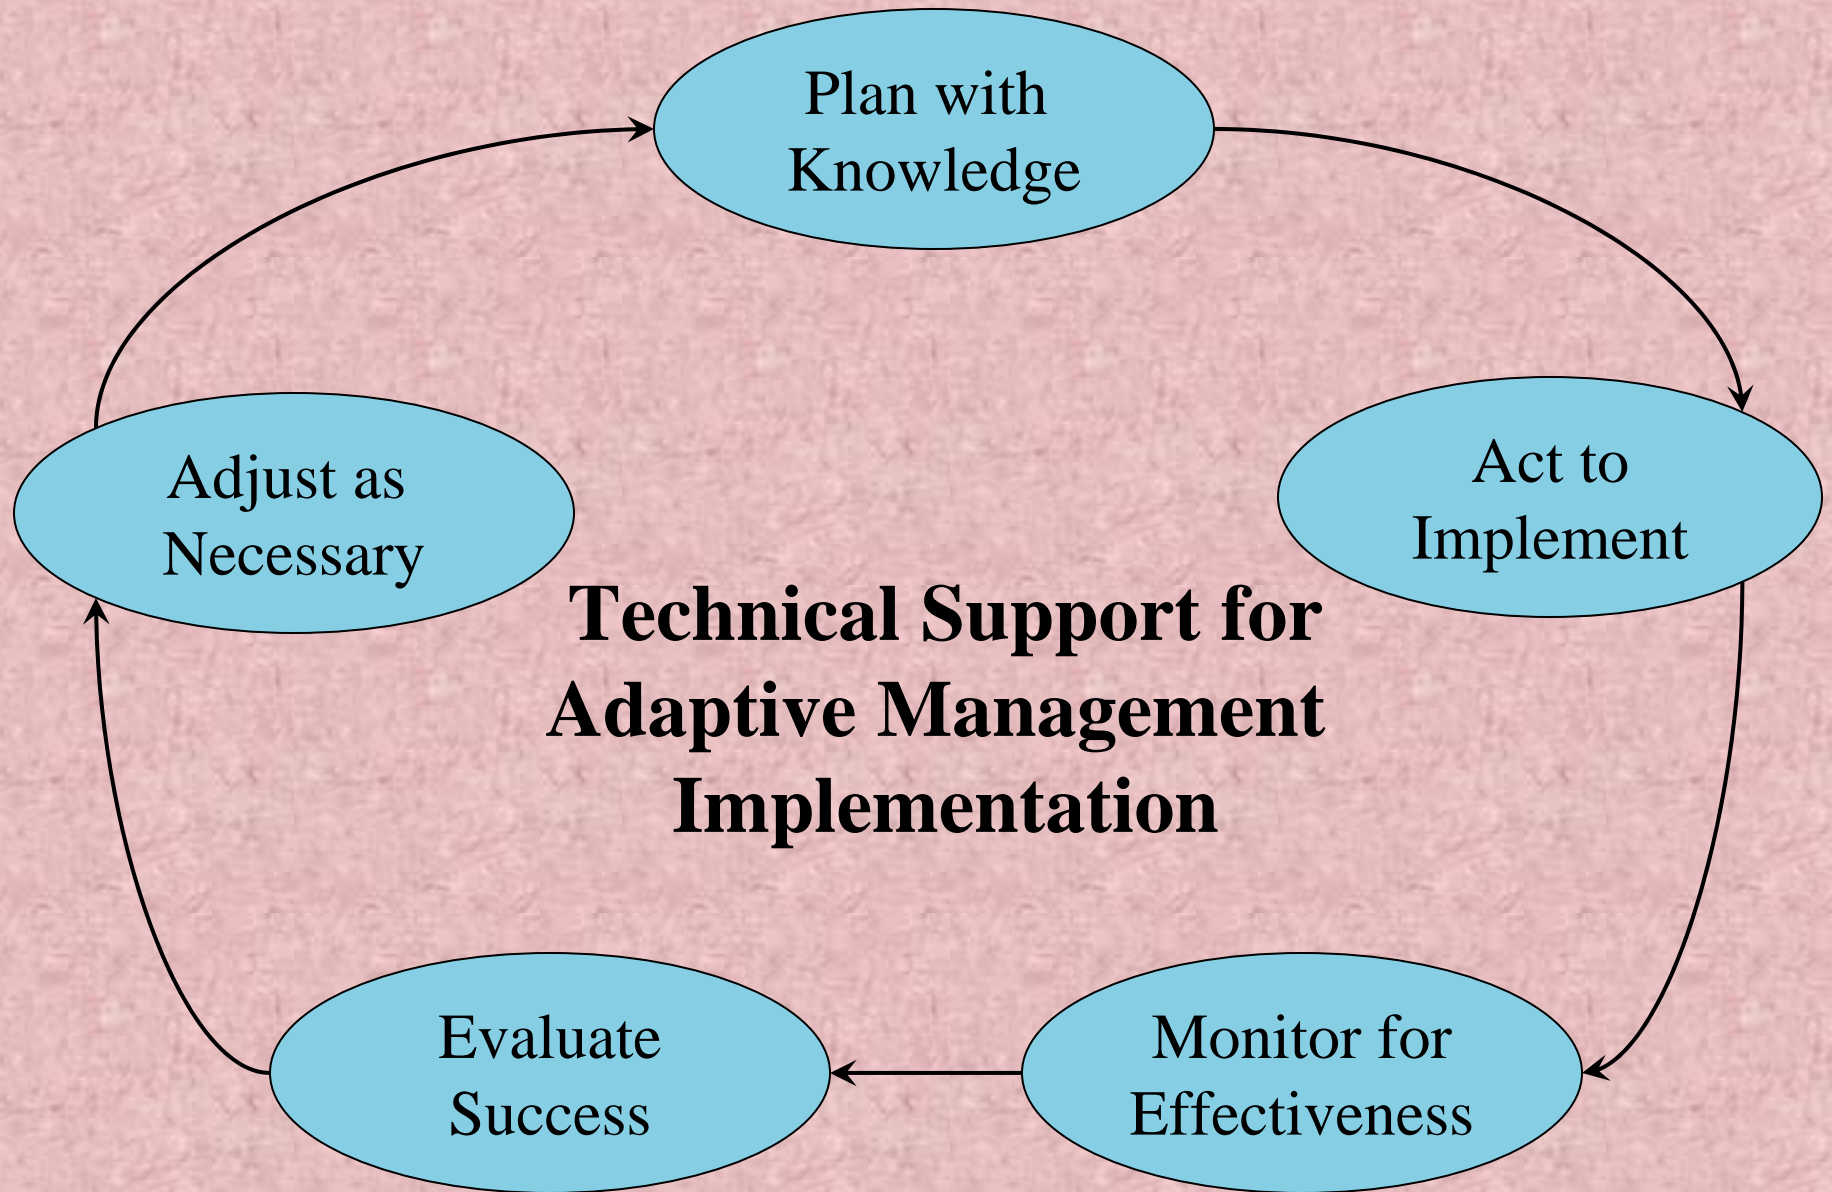 Plan with
Knowledge
Act to
Implement
Adjust as
Necessary
Technical Support for
Adaptive Management
Implementation
Evaluate
Success
Monitor for
Effectiveness